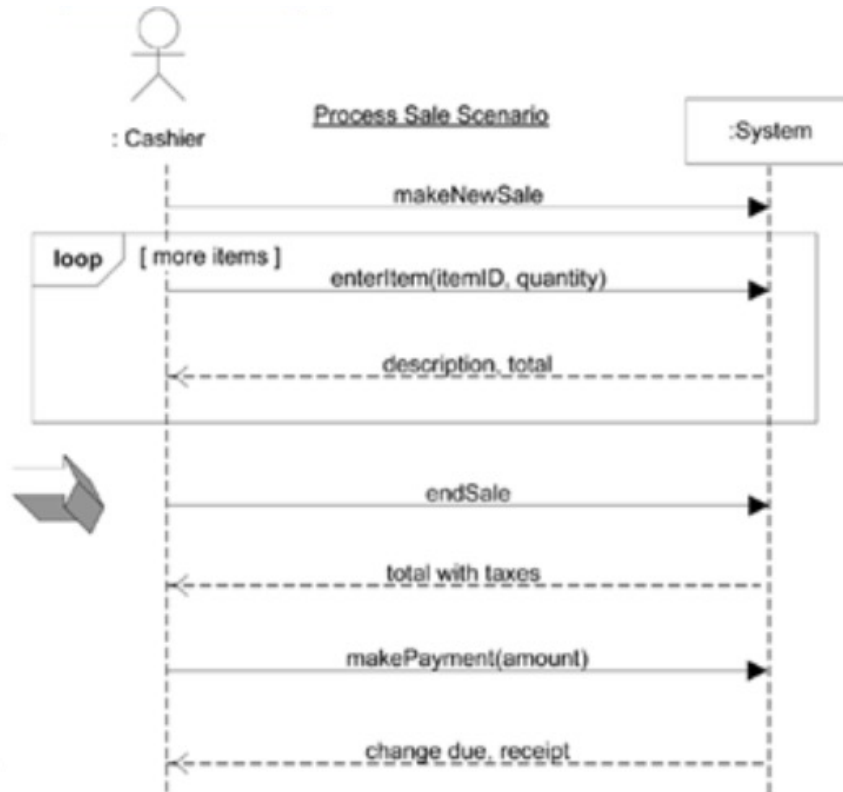 Process Sale Scenario
: Cashier
:System
makeNewSale
loop
[ more items ]
enterItem(itemID, quantity)
description, total
endSale
total with taxes
makePayment(amount)
change due, receipt